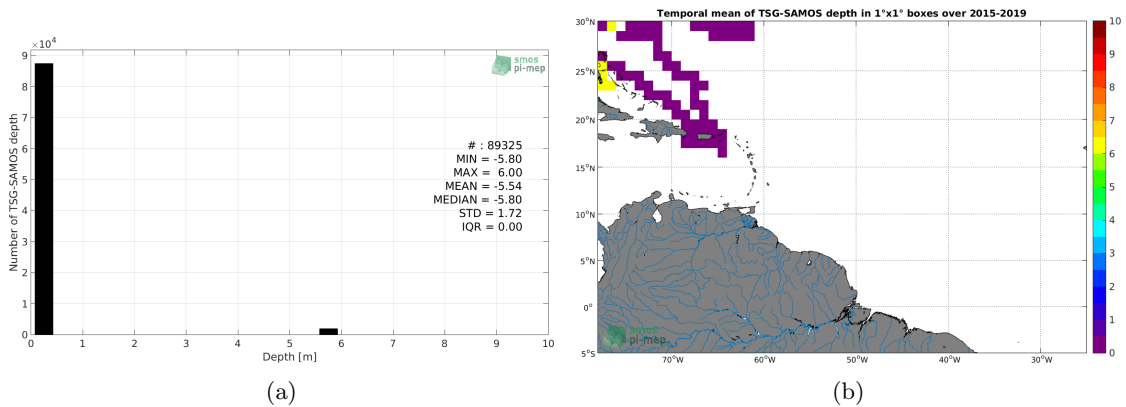 ×10⁴
9
8
7
6
5
4
3
2
1
0
Number of TSG-SAMOS depth
smos
pi-mep
# : 89325
MIN = -5.80
MAX = 6.00
MEAN = -5.54
MEDIAN = -5.80
STD = 1.72
IQR = 0.00
0 1 2 3 4 5 6 7 8 9 10
Depth [m]
(a)
Temporal mean of TSG-SAMOS depth in 1°x1° boxes over 2015-2019
30°N
25°N
20°N
15°N
10°N
5°N
0°
5°S
smos
pi-mep
70°W 60°W 50°W 40°W 30°W
10
9
8
7
6
5
4
3
2
1
0
(b)